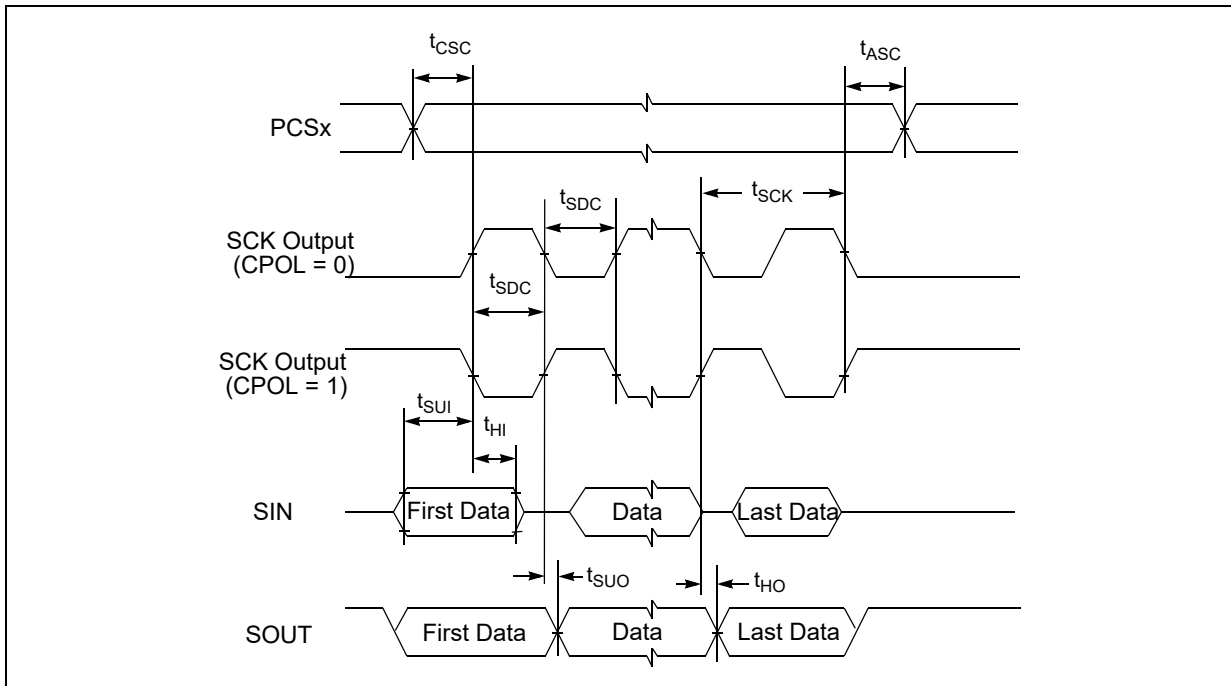 tCSC
tASC
PCSx
tSDC
tSCK
SCK Output
(CPOL = 0)
tSDC
SCK Output
(CPOL = 1)
tSUI
tHI
SIN
First Data
Data
Last Data
tSUO
tHO
SOUT
First Data
Data
Last Data